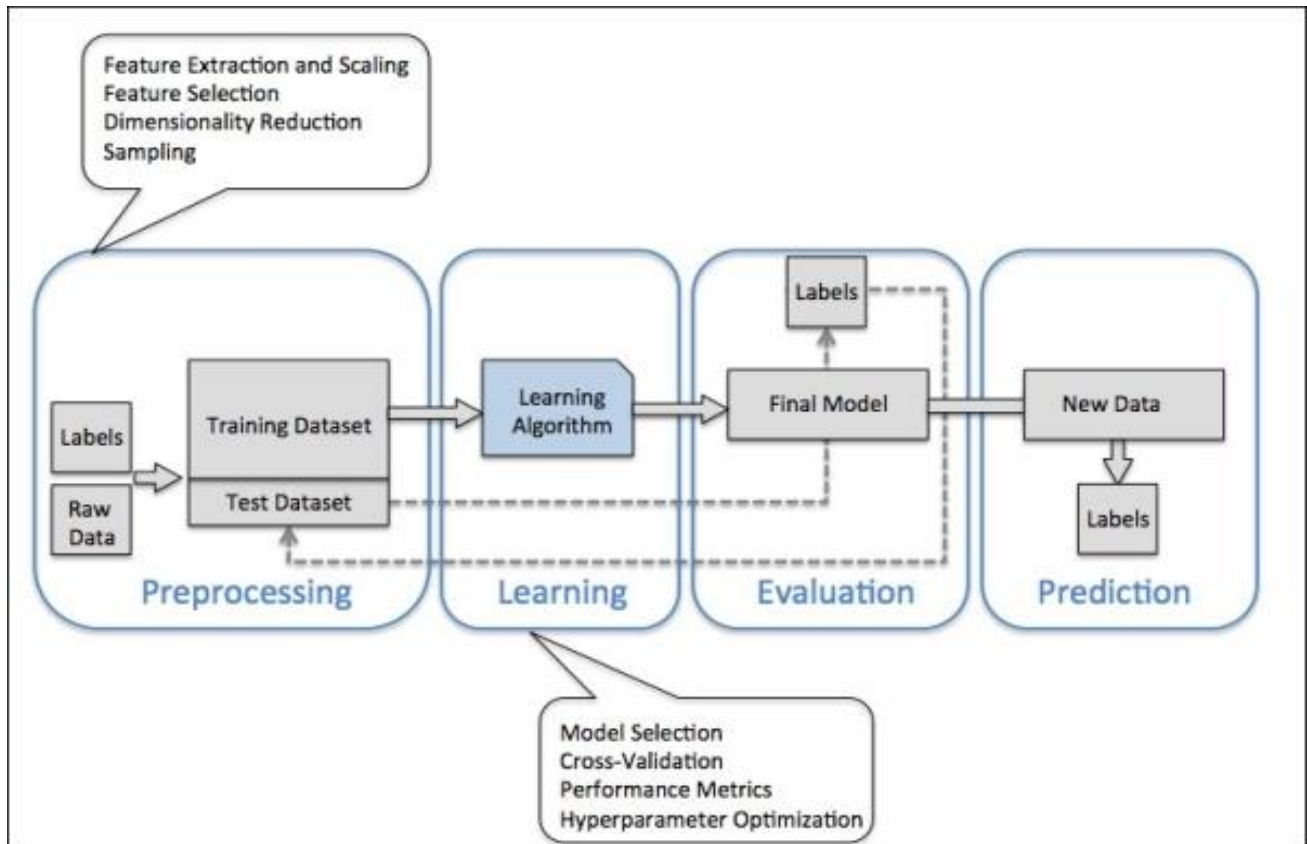 Feature Extraction and Scaling
Feature Selection
Dimensionality Reduction
Sampling
Labels
Raw
Data
Training Dataset
Test Dataset
Preprocessing
Learning
Algorithm
Learning
Labels
Final Model
Evaluation
New Data
Labels
Prediction
Model Selection
Cross-Validation
Performance Metrics
Hyperparameter Optimization